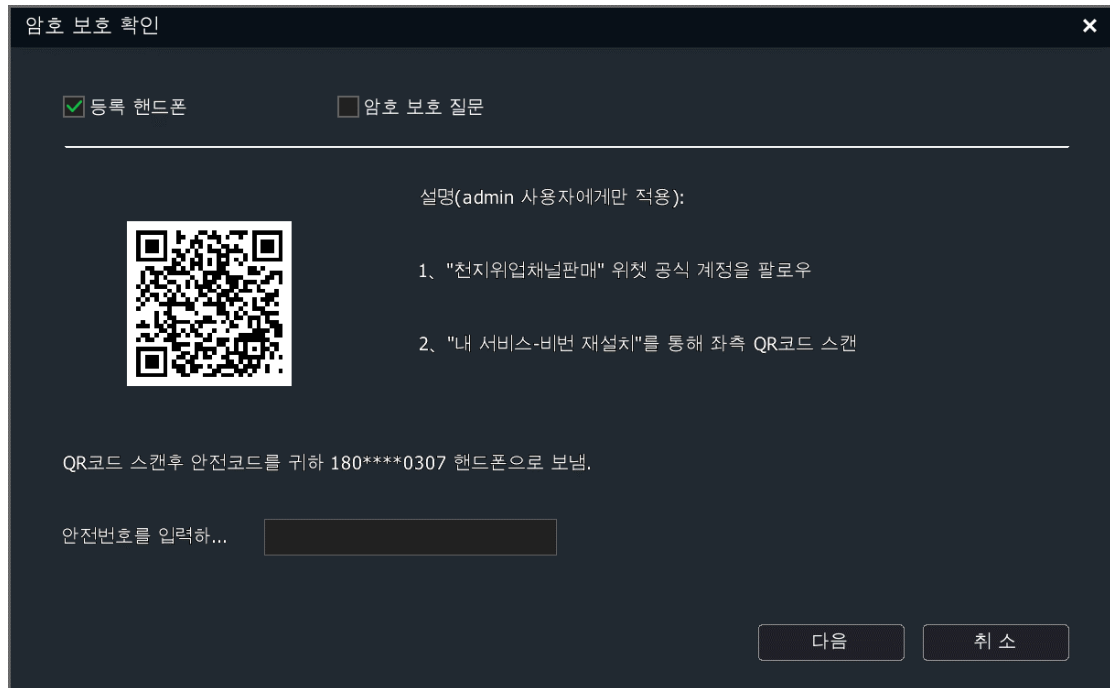 암호 보호 확인
등록 핸드폰 암호 보호 질문
설명(admin 사용자에게만 적용):
1、"천지위업채널판매" 위쳇 공식 계정을 팔로우
2、"내 서비스-비번 재설치"를 통해 좌측 QR코드 스캔
QR코드 스캔후 안전코드를 귀하 180****0307 핸드폰으로 보냄.
안전번호를 입력하...
다음 취 소